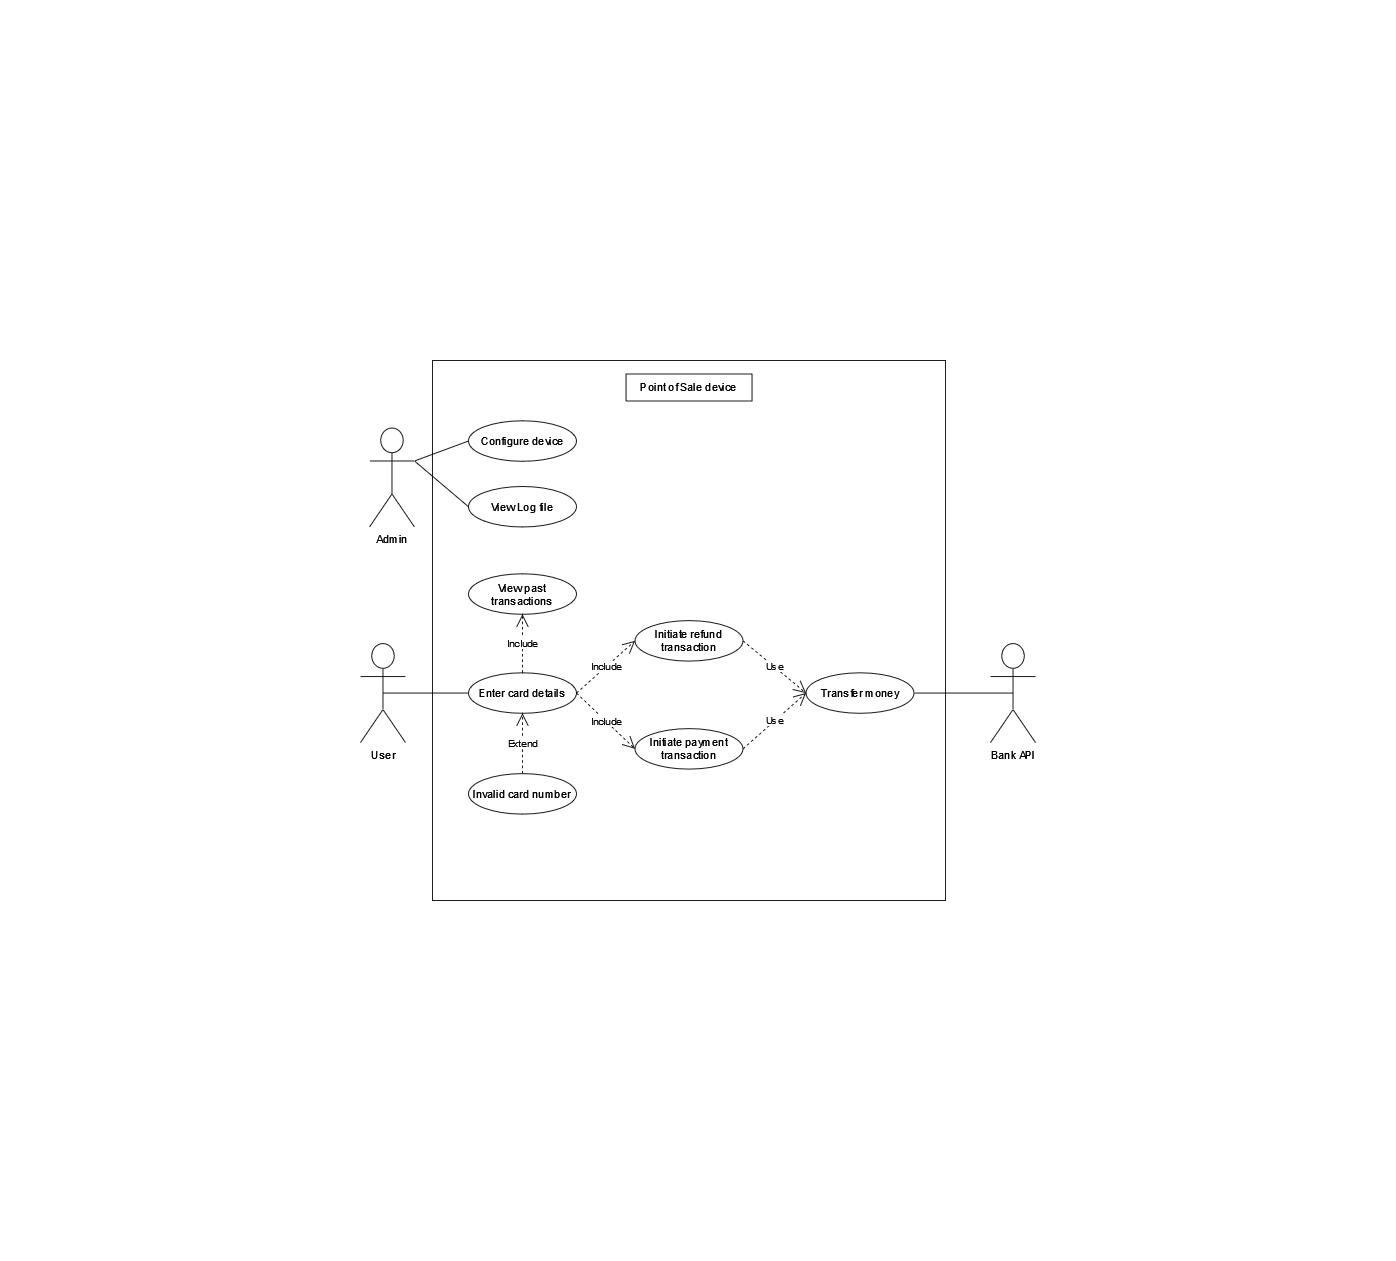 Point of Sale device
Configure device
View Log file
Admin
View past
transactions
Include
Initiate refund
transaction
Include
Use
Enter card details
Transfer money
Include
Use
Extend
Initiate payment
transaction
User
Bank API
Invalid card number